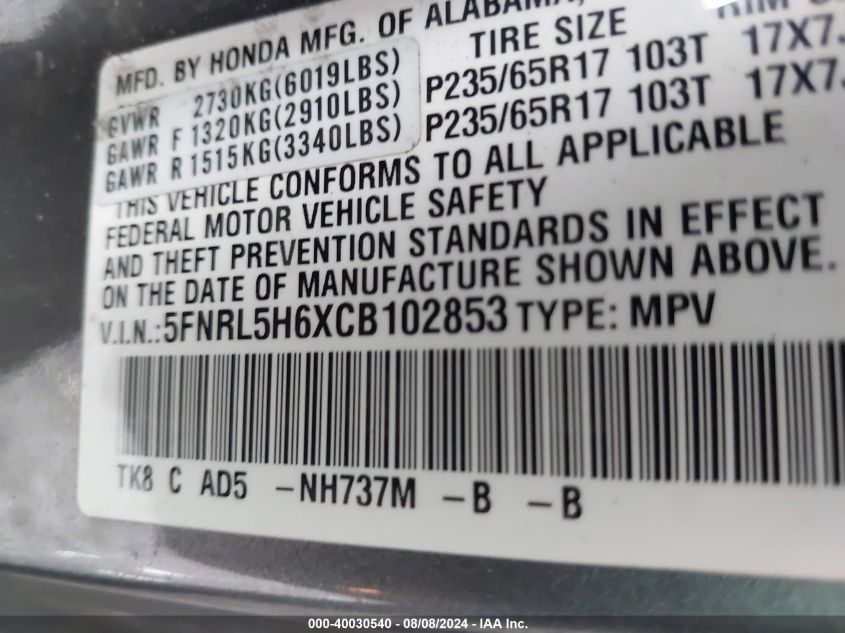 MFD. BY HONDA MFG. OF ALABAMA,
TIRE SIZE
GVWR 2730KG(6019LBS)
GAWR F 1320KG(2910LBS) P235/65R17 103T 17X7
GAWR R 1515KG(3340LBS) P235/65R17 103T 17X7
THIS VEHICLE CONFORMS TO ALL APPLICABLE
FEDERAL MOTOR VEHICLE SAFETY
AND THEFT PREVENTION STANDARDS IN EFFECT
ON THE DATE OF MANUFACTURE SHOWN ABOVE.
V.I.N.:5FNRL5H6XCB102853 TYPE: MPV
TK8 C AD5 -NH737M -B -B
000-40030540 - 08/08/2024 - IAA Inc.